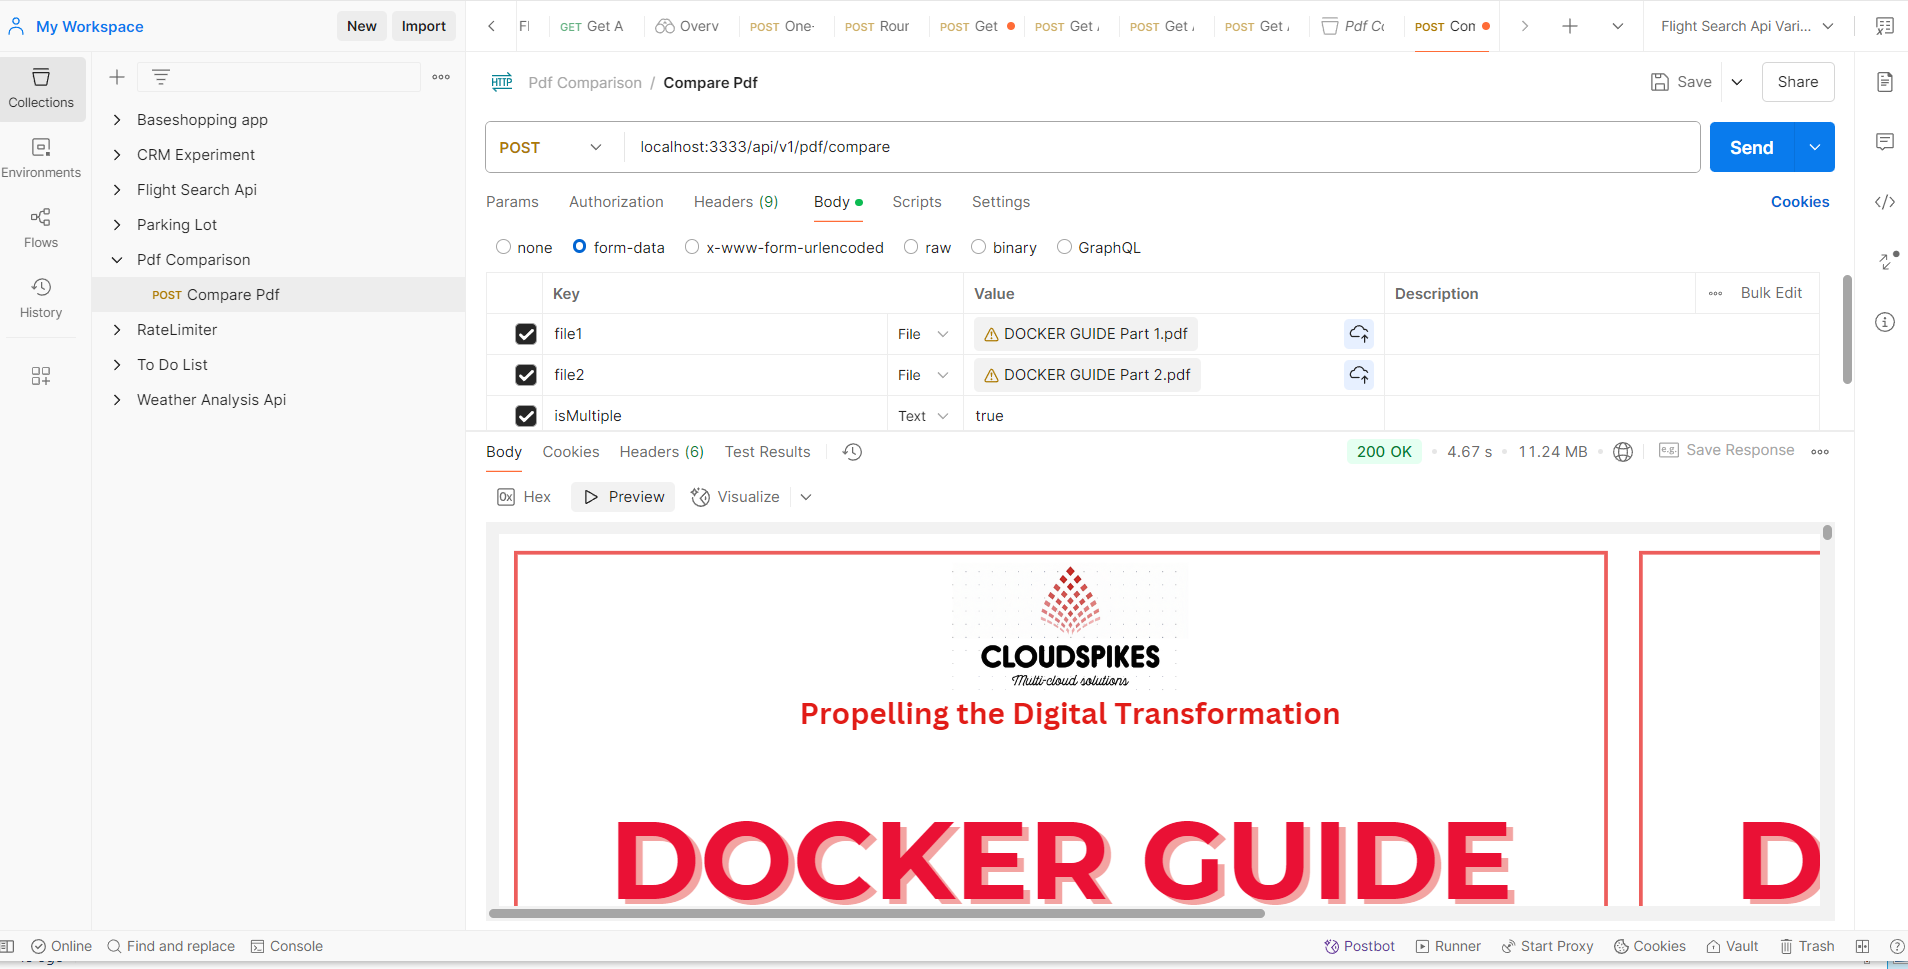 My Workspace
New
Import
GET Get A
Overv
POST One-
POST Rour
POST Get
POST Get
POST Get
POST Get
Pdf Co
POST Com
Flight Search Api Vari...
Collections
Environments
Flows
History
Baseshopping app
CRM Experiment
Flight Search Api
Parking Lot
Pdf Comparison
POST Compare Pdf
RateLimiter
To Do List
Weather Analysis Api
HTTP
Pdf Comparison / Compare Pdf
Save
Share
POST
localhost:3333/api/v1/pdf/compare
Send
Params
Authorization
Headers (9)
Body
Scripts
Settings
Cookies
none
form-data
x-www-form-urlencoded
raw
binary
GraphQL
Key
Value
Description
Bulk Edit
file1
File
DOCKER GUIDE Part 1.pdf
file2
File
DOCKER GUIDE Part 2.pdf
isMultiple
Text
true
Body
Cookies
Headers (6)
Test Results
200 OK
4.67 s
11.24 MB
e.g.
Save Response
0x
Hex
Preview
Visualize
CLOUDSPIKES
Multi-cloud solutions
Propelling the Digital Transformation
DOCKER GUIDE
D
Online
Find and replace
Console
Postbot
Runner
Start Proxy
Cookies
Vault
Trash